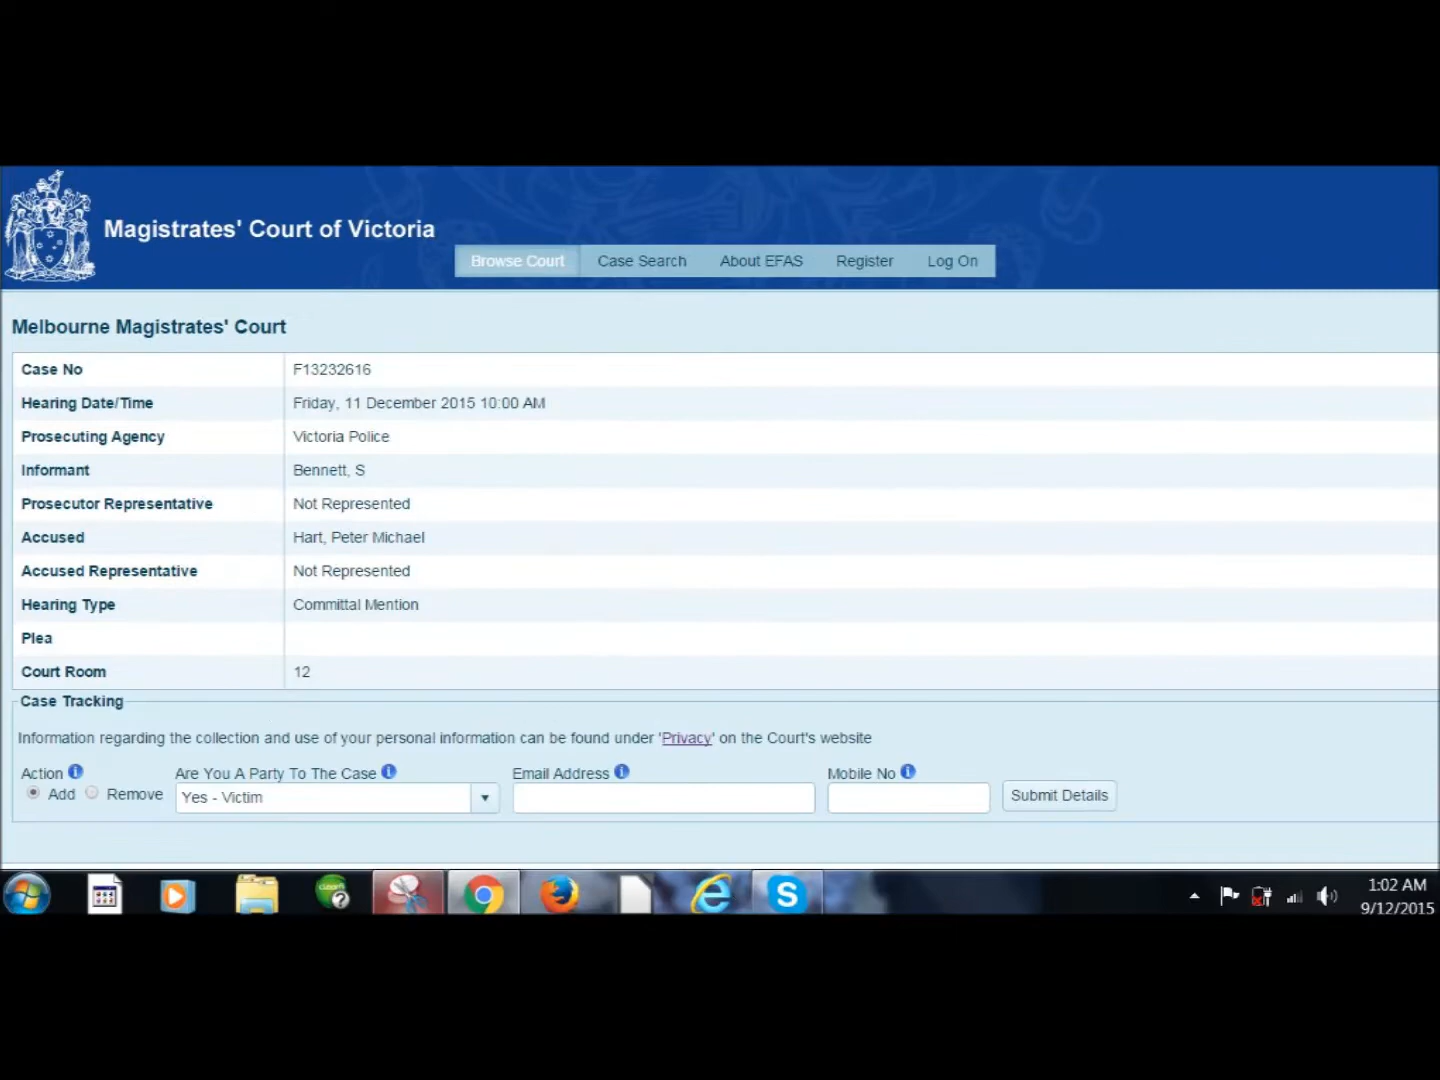 Magistrates' Court of Victoria
Browse Court Case Search About EFAS Register Log On
Melbourne Magistrates' Court
Case No F13232616
Hearing Date/Time Friday, 11 December 2015 10:00 AM
Prosecuting Agency Victoria Police
Informant Bennett, S
Prosecutor Representative Not Represented
Accused Hart, Peter Michael
Accused Representative Not Represented
Hearing Type Committal Mention
Plea
Court Room 12
Case Tracking
Information regarding the collection and use of your personal information can be found under 'Privacy' on the Court's website
Action Are You A Party To The Case Email Address Mobile No
Add Remove Yes - Victim Submit Details
1:02 AM
9/12/2015